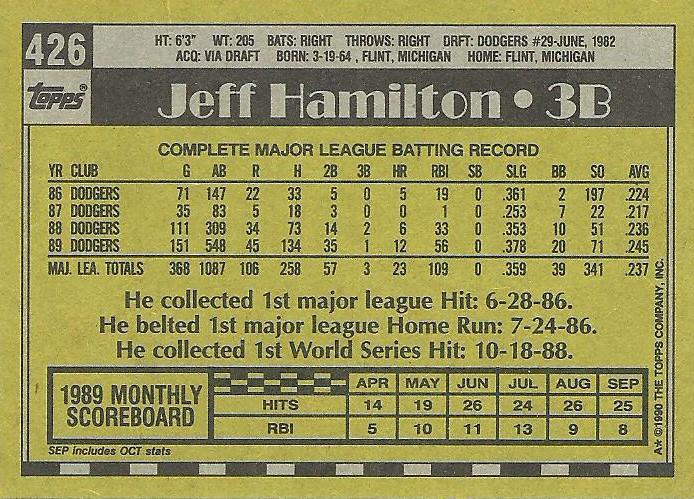 426
HT: 6'3" WT: 205 BATS: RIGHT THROWS: RIGHT DRFT: DODGERS #29-JUNE, 1982
ACQ: VIA DRAFT BORN: 3-19-64 , FLINT, MICHIGAN HOME: FLINT, MICHIGAN
Topps®
Jeff Hamilton • 3B
COMPLETE MAJOR LEAGUE BATTING RECORD
YR CLUB G AB R H 2B 3B HR RBI SB SLG BB SO AVG
86 DODGERS 71 147 22 33 5 0 5 19 0 .361 2 197 .224
87 DODGERS 35 83 5 18 3 0 0 1 0 .253 7 22 .217
88 DODGERS 111 309 34 73 14 2 6 33 0 .353 10 51 .236
89 DODGERS 151 548 45 134 35 1 12 56 0 .378 20 71 .245
MAJ. LEA. TOTALS 368 1087 106 258 57 3 23 109 0 .359 39 341 .237
He collected 1st major league Hit: 6-28-86.
He belted 1st major league Home Run: 7-24-86.
He collected 1st World Series Hit: 10-18-88.
1989 MONTHLY
SCOREBOARD
APR MAY JUN JUL AUG SEP
HITS 14 19 26 24 26 25
RBI 5 10 11 13 9 8
SEP includes OCT stats
A* ©1990 THE TOPPS COMPANY, INC.